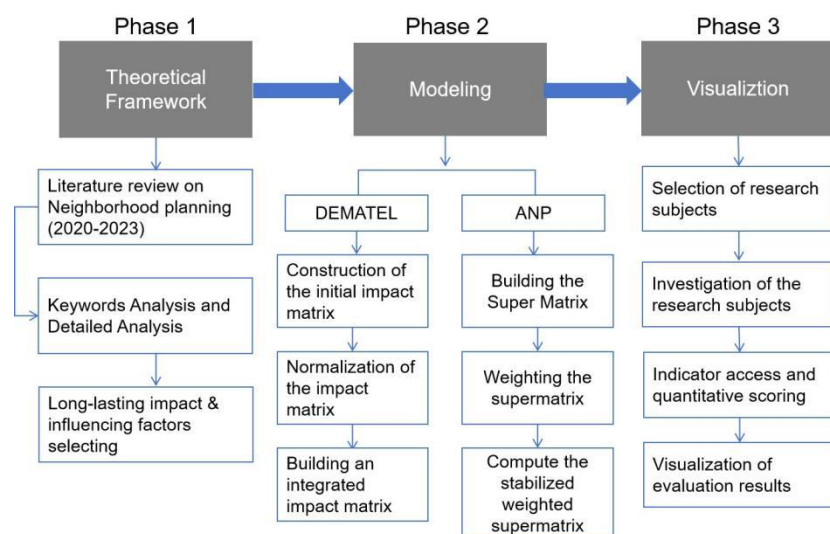 Phase 1
Phase 2
Phase 3
Theoretical
Framework
Modeling
Visualiztion
Literature review on
Neighborhood planning
(2020-2023)
Keywords Analysis and
Detailed Analysis
Long-lasting impact &
influencing factors
selecting
DEMATEL
Construction of
the initial impact
matrix
Normalization of
the impact
matrix
Building an
integrated
impact matrix
ANP
Building the
Super Matrix
Weighting the
supermatrix
Compute the
stabilized
weighted
supermatrix
Selection of research
subjects
Investigation of the
research subjects
Indicator access and
quantitative scoring
Visualization of
evaluation results